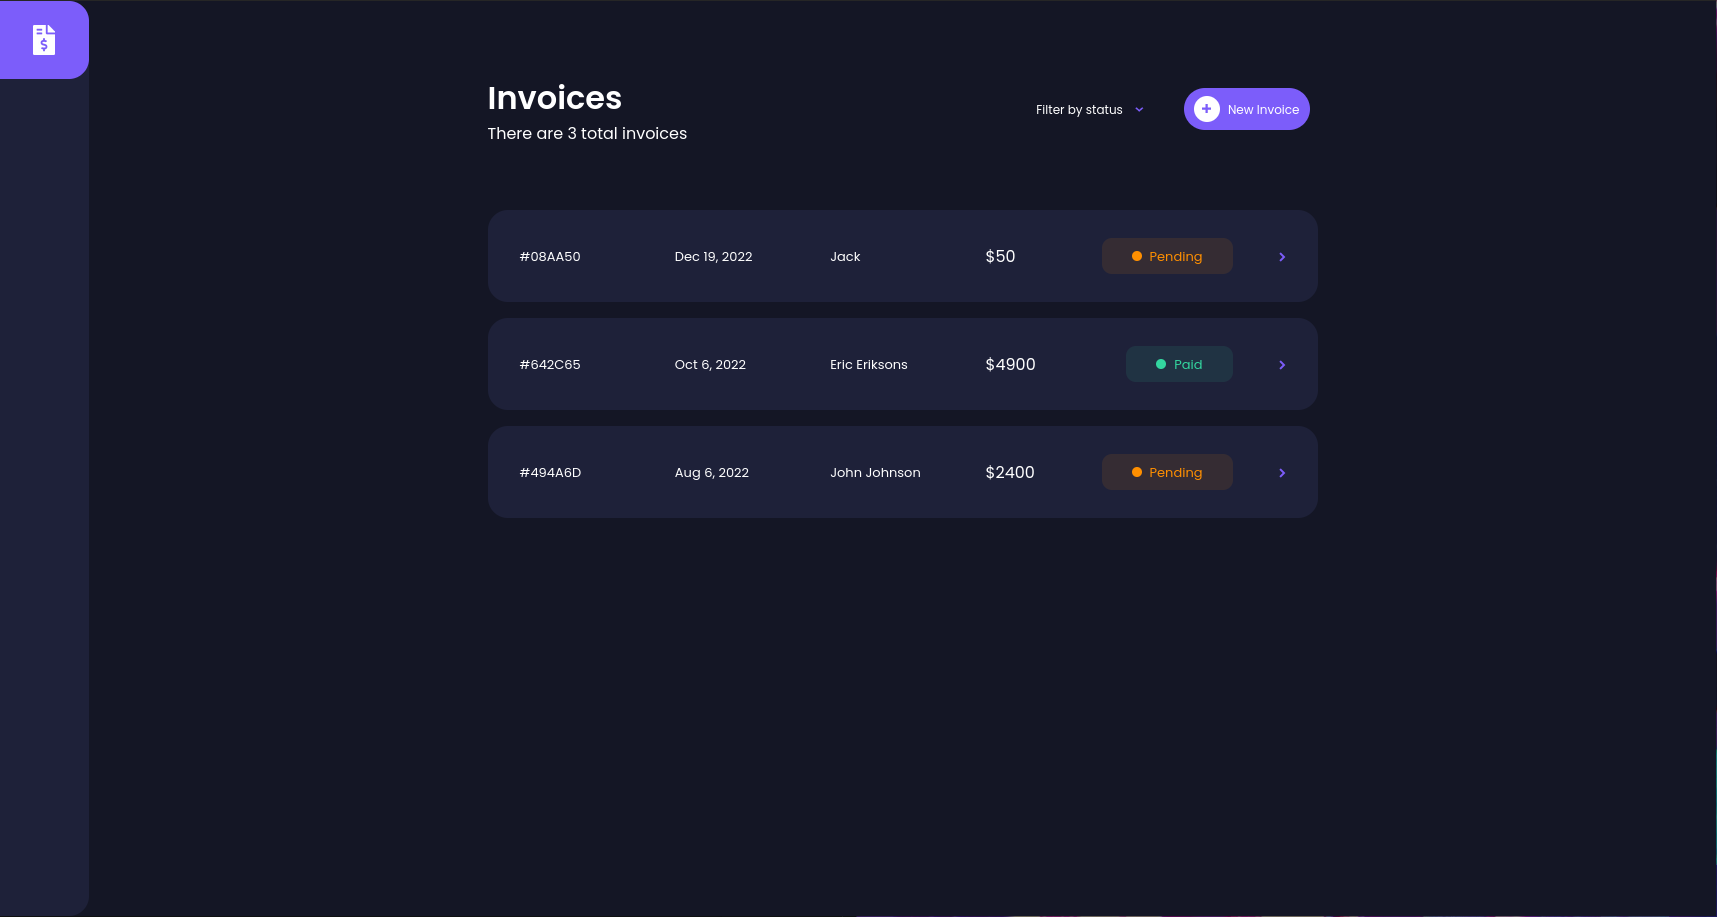 Invoices
There are 3 total invoices
Filter by status
New Invoice
#08AA50 Dec 19, 2022 Jack $50 Pending
#642C65 Oct 6, 2022 Eric Eriksons $4900 Paid
#494A6D Aug 6, 2022 John Johnson $2400 Pending